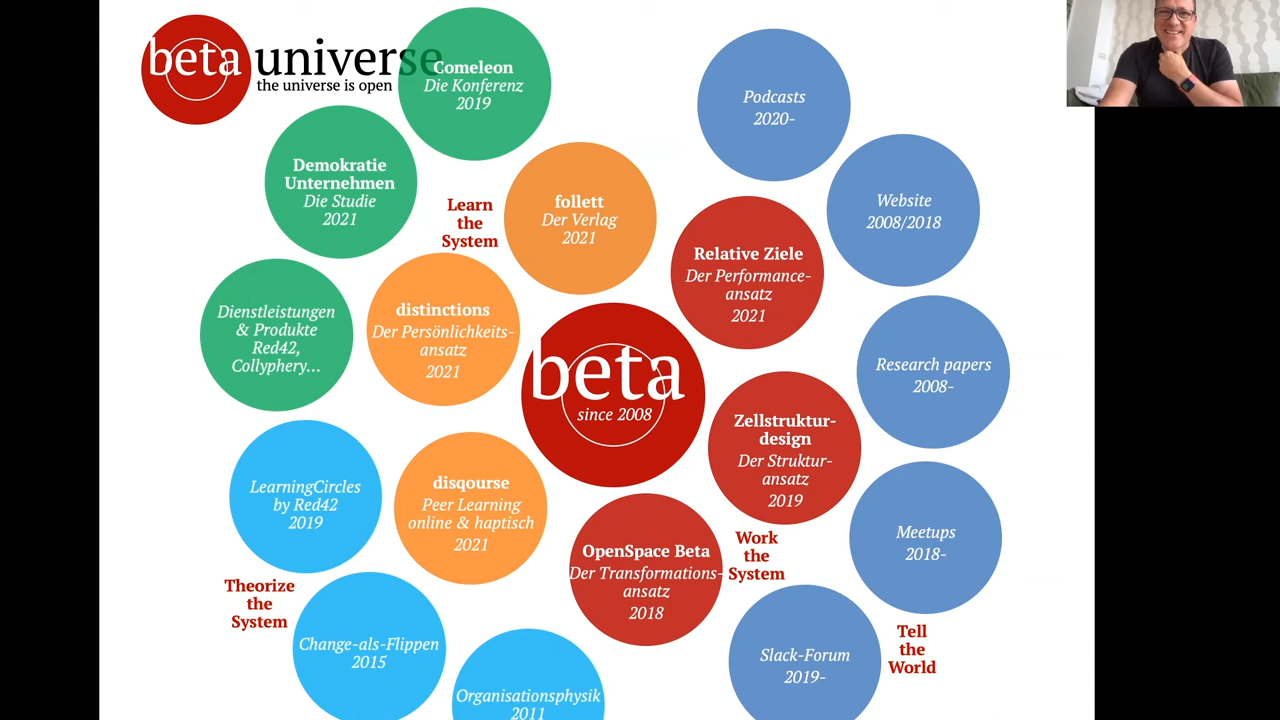 beta universe
the universe is open
Comeleon
Die Konferenz
2019
Podcasts
2020-
Demokratie
Unternehmen
Die Studie
2021
Learn
the
System
follett
Der Verlag
2021
Website
2008/2018
Relative Ziele
Der Performance-
ansatz
2021
Dienstleistungen
& Produkte
Red42,
Collyphery...
distinctions
Der Persönlichkeits-
ansatz
2021
beta
since 2008
Research papers
2008-
Zellstruktur-
design
Der Struktur-
ansatz
2019
LearningCircles
by Red42
2019
disqourse
Peer Learning
online & haptisch
2021
OpenSpace Beta
Der Transformations-
ansatz
2018
Work
the
System
Meetups
2018-
Theorize
the
System
Change-als-Flippen
2015
Organisationsphysik
2011
Slack-Forum
2019-
Tell
the
World